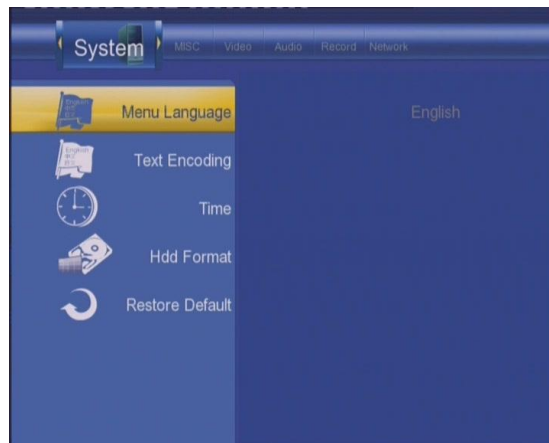 System MISC Video Audio Record Network
Menu Language English
Text Encoding
Time
Hdd Format
Restore Default